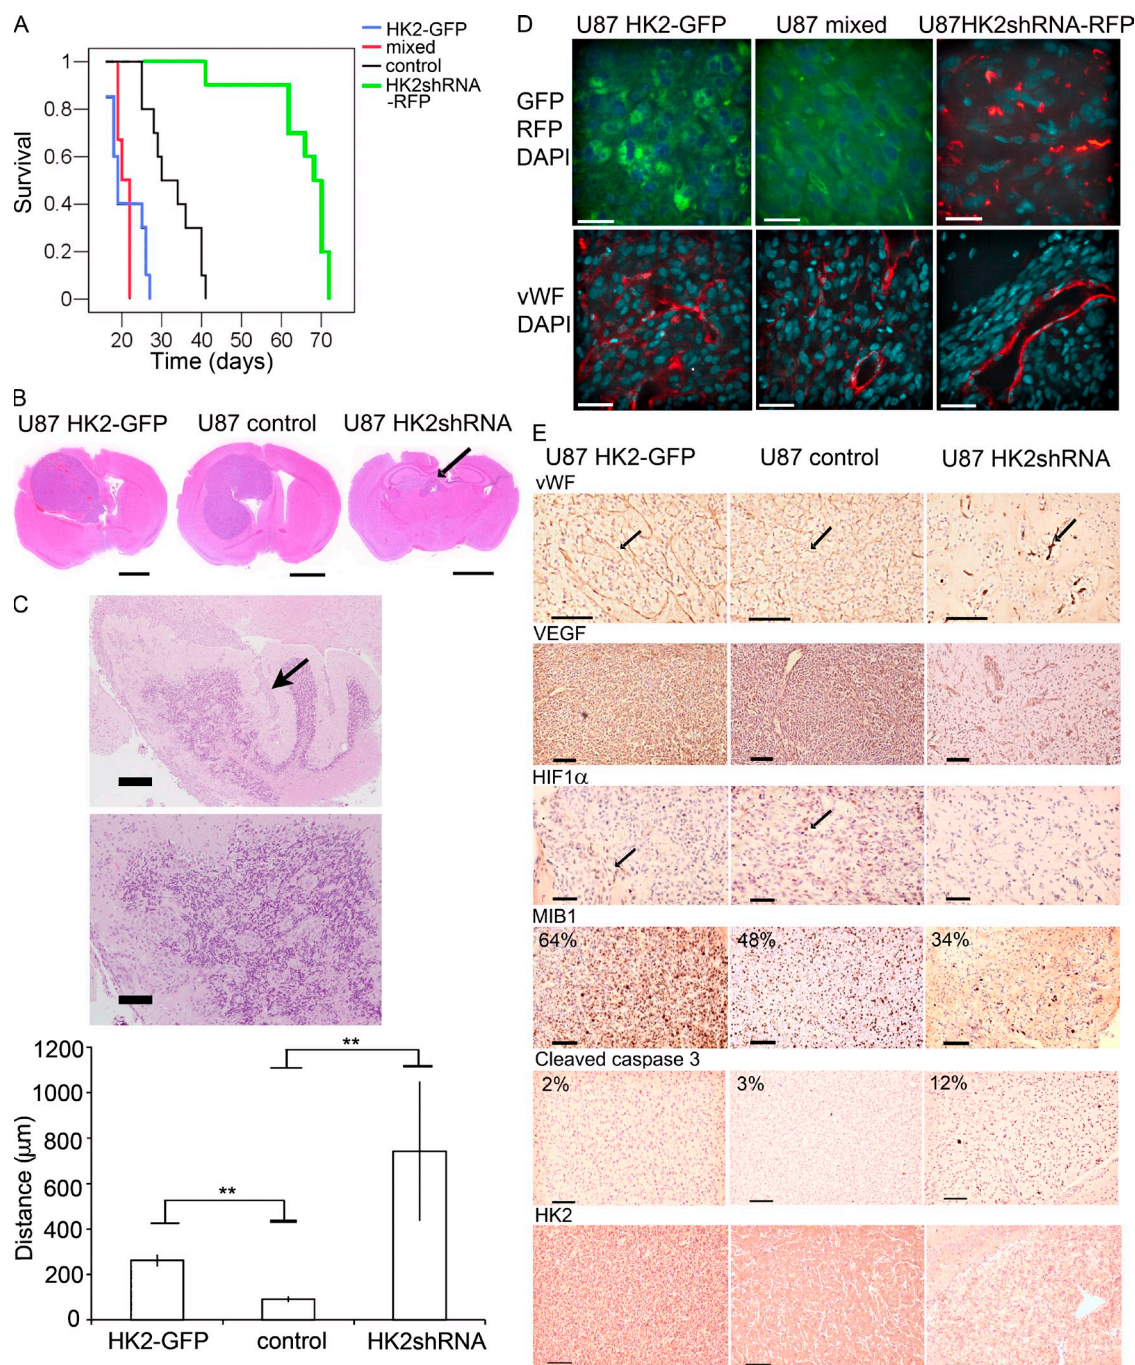 A
HK2-GFP
mixed
control
HK2shRNA
-RFP
1
0.8
0.6
0.4
0.2
0
Survival
20 30 40 50 60 70
Time (days)
B
U87 HK2-GFP U87 control U87 HK2shRNA
C
1200
1000
800
600
400
200
0
Distance (μm)
**
**
HK2-GFP control HK2shRNA
D
U87 HK2-GFP U87 mixed U87HK2shRNA-RFP
GFP
RFP
DAPI
vWF
DAPI
E
U87 HK2-GFP U87 control U87 HK2shRNA
vWF
VEGF
HIF1α
MIB1
64% 48% 34%
Cleaved caspase 3
2% 3% 12%
HK2